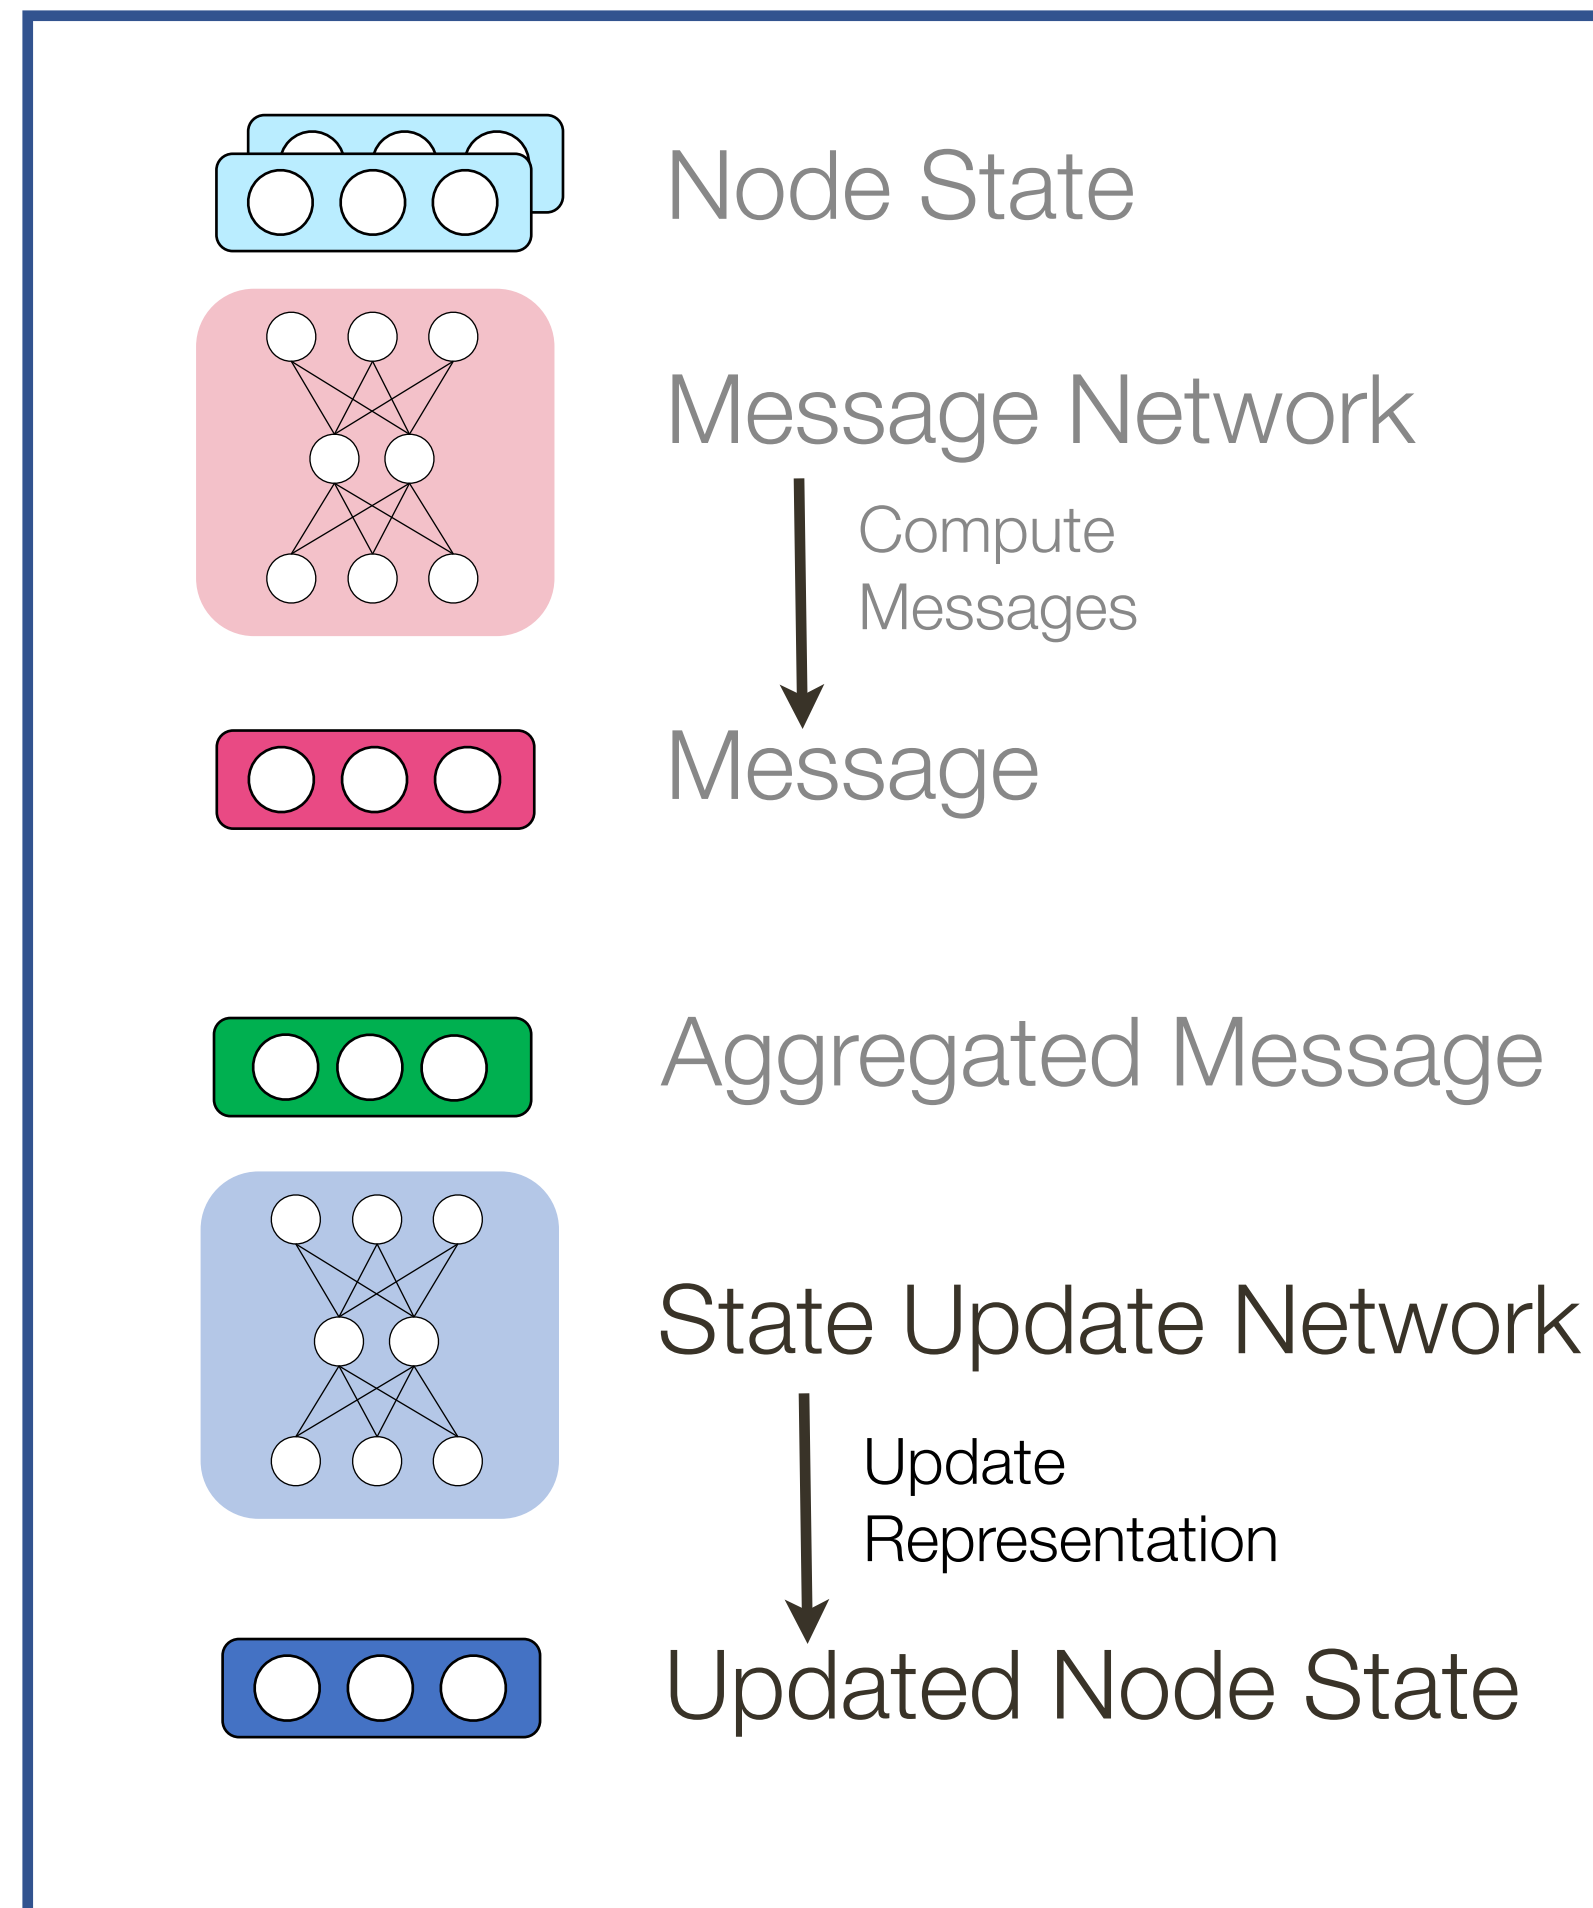 Node State
Message Network
Compute
Messages
Message
Aggregated Message
State Update Network
Update
Representation
Updated Node State